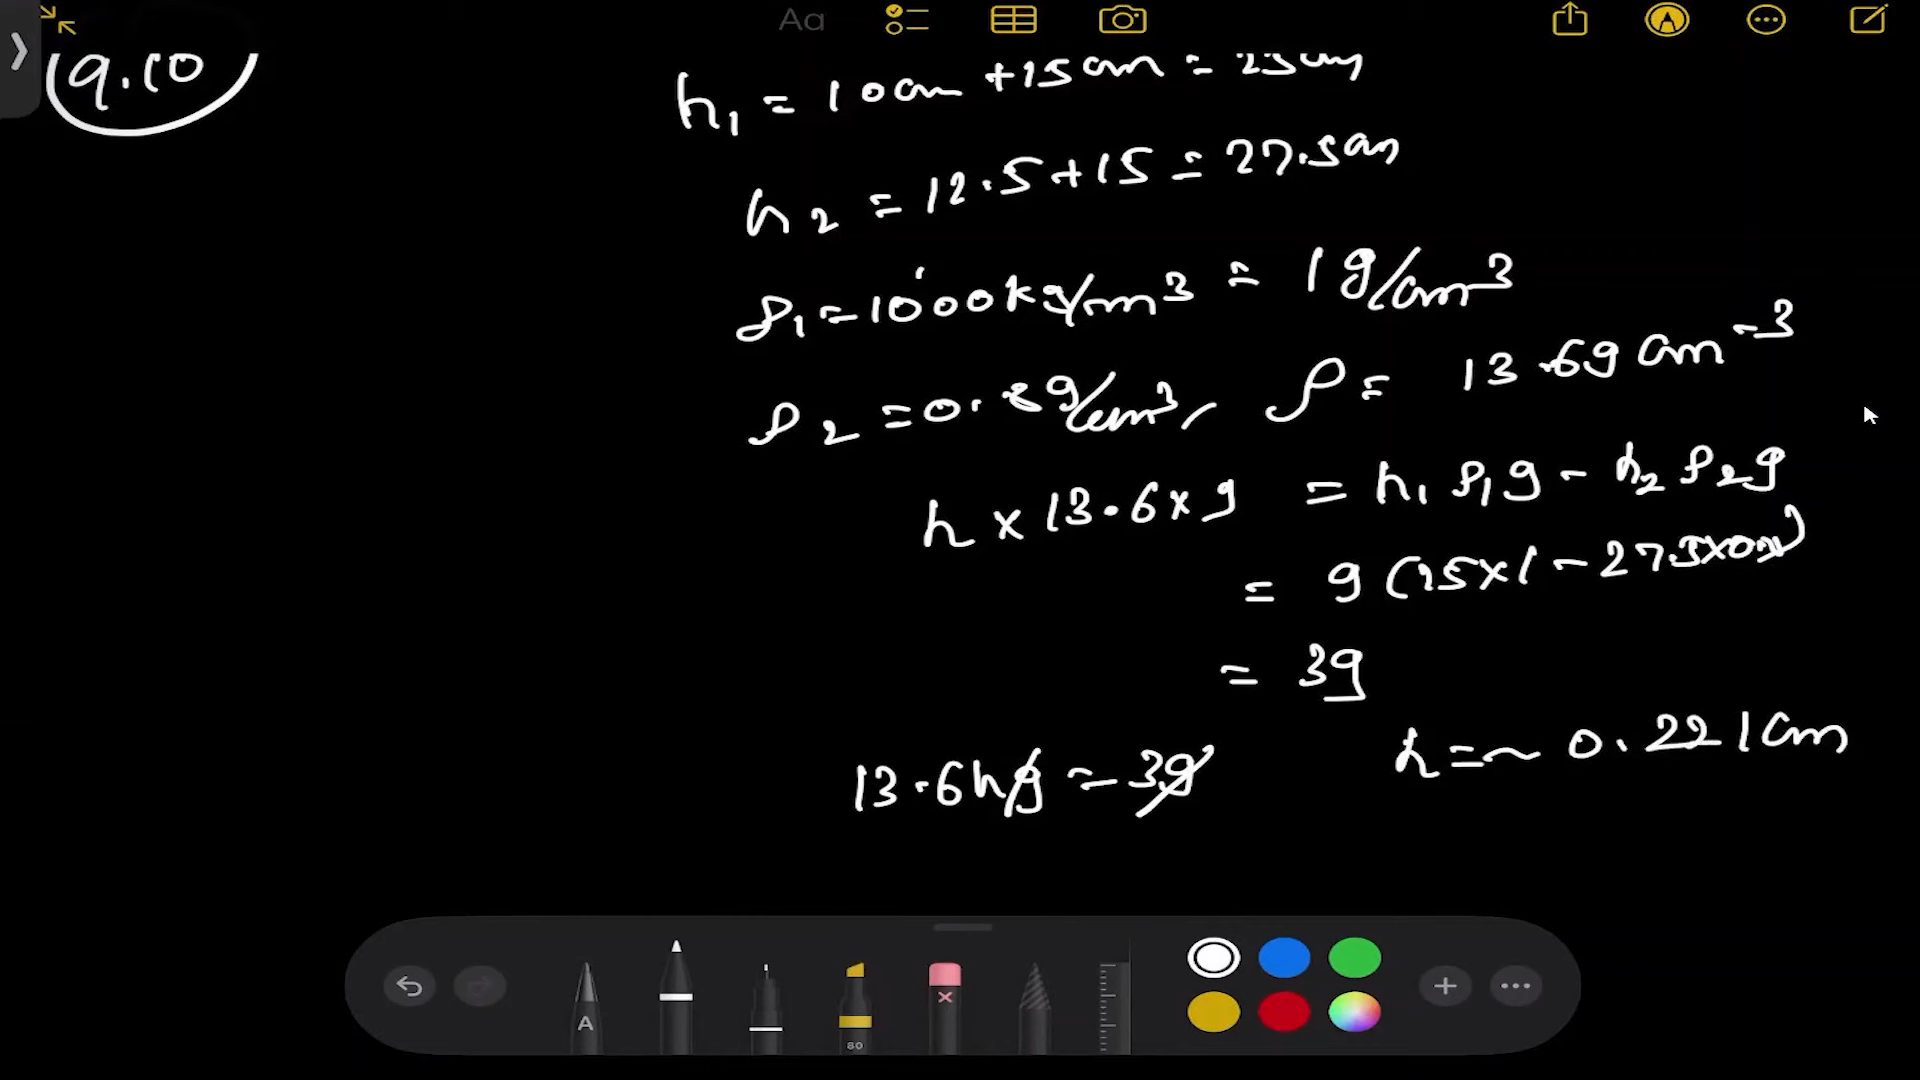 Aa
9.10
h₁ = 10cm +15cm = 25cm
h₂ = 12.5+15 = 27.5cm
ρ₁=1000kg/m³ = 1g/cm³
ρ₂ =0.8g/cm³, ρ= 13.6g cm⁻³
h × 13.6×g = h₁ρ₁g - h₂ρ₂g
= g (25×1 - 27.5×0.8)
= 3g
13.6hg = 3g h=~ 0.221cm
A
80